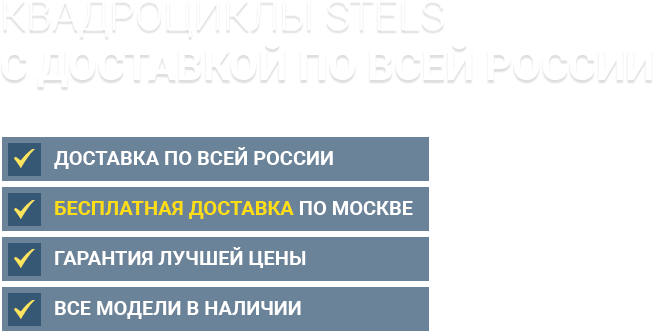 КВАДРОЦИКЛЫ STELS
С ДОСТАВКОЙ ПО ВСЕЙ РОССИИ
ДОСТАВКА ПО ВСЕЙ РОССИИ
БЕСПЛАТНАЯ ДОСТАВКА ПО МОСКВЕ
ГАРАНТИЯ ЛУЧШЕЙ ЦЕНЫ
ВСЕ МОДЕЛИ В НАЛИЧИИ